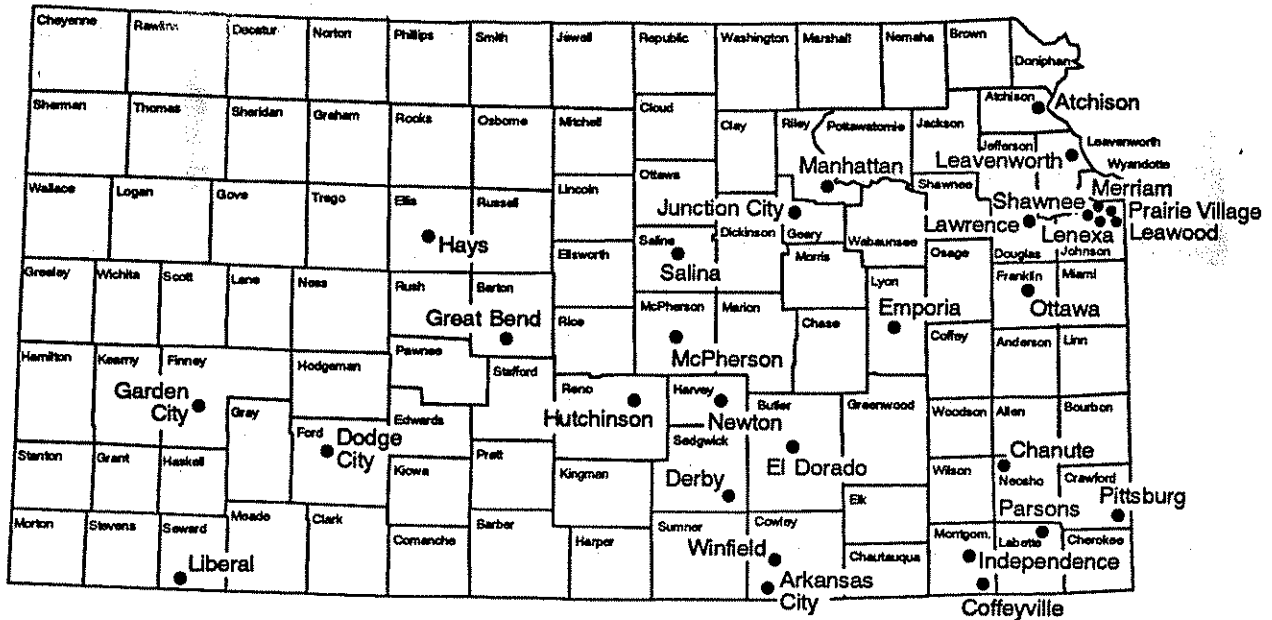 Cheyenne
Rawlins
Decatur
Norton
Phillips
Smith
Jewell
Republic
Washington
Marshall
Nemaha
Brown
Doniphan
Sherman
Thomas
Sheridan
Graham
Rooks
Osborne
Mitchell
Cloud
Clay
Riley
Pottawatomie
Jackson
Atchison
Atchison
Jefferson
Leavenworth
Leavenworth
Wyandotte
Manhattan
Wallace
Logan
Gove
Trego
Ellis
Russell
Lincoln
Ottawa
Shawnee
Merriam
Junction City
Shawnee
Prairie Village
Hays
Dickinson
Geary
Wabaunsee
Lawrence
Lenexa
Leawood
Ellsworth
Saline
Salina
Morris
Osage
Douglas
Johnson
Greeley
Wichita
Scott
Lane
Ness
Rush
Barton
Rice
McPherson
Marion
Chase
Lyon
Franklin
Miami
Great Bend
McPherson
Emporia
Ottawa
Coffey
Anderson
Linn
Hamilton
Kearny
Finney
Hodgeman
Pawnee
Stafford
Reno
Harvey
Garden
City
Gray
Edwards
Hutchinson
Newton
Butler
Greenwood
Woodson
Allen
Bourbon
Ford
Dodge
City
Sedgwick
El Dorado
Chanute
Stanton
Grant
Haskell
Kiowa
Pratt
Kingman
Derby
Elk
Wilson
Neosho
Crawford
Pittsburg
Parsons
Morton
Stevens
Seward
Meade
Clark
Comanche
Barber
Harper
Sumner
Cowley
Chautauqua
Montgom.
Labette
Cherokee
Liberal
Winfield
Independence
Arkansas
City
Coffeyville